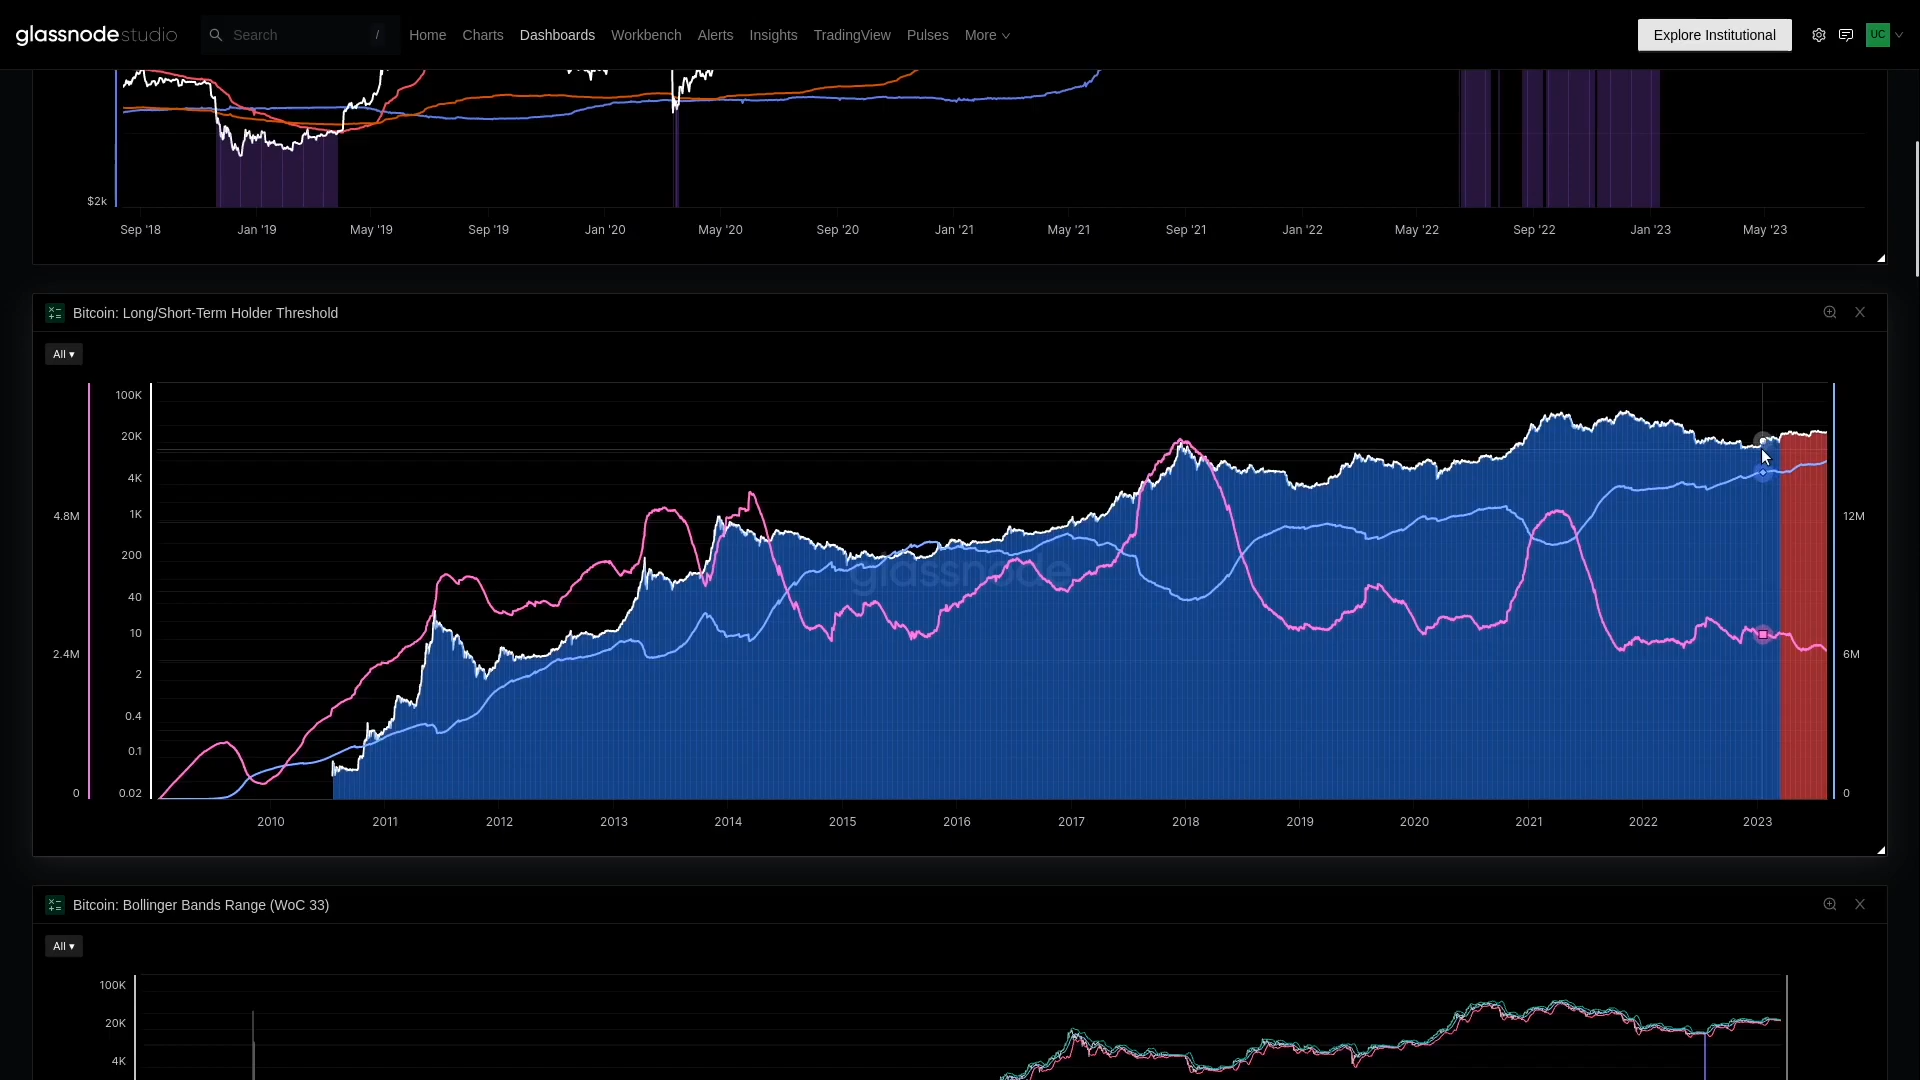 glassnodestudio
Search /
Home Charts Dashboards Workbench Alerts Insights TradingView Pulses More
Explore Institutional
UC
$2k
Sep '18 Jan '19 May '19 Sep '19 Jan '20 May '20 Sep '20 Jan '21 May '21 Sep '21 Jan '22 May '22 Sep '22 Jan '23 May '23
Bitcoin: Long/Short-Term Holder Threshold
All ▾
100K
20K
4K
4.8M
1K
12M
200
glassnode
40
10
2.4M
6M
2
0.4
0.1
0
0.02
0
2010 2011 2012 2013 2014 2015 2016 2017 2018 2019 2020 2021 2022 2023
Bitcoin: Bollinger Bands Range (WoC 33)
All ▾
100K
20K
4K